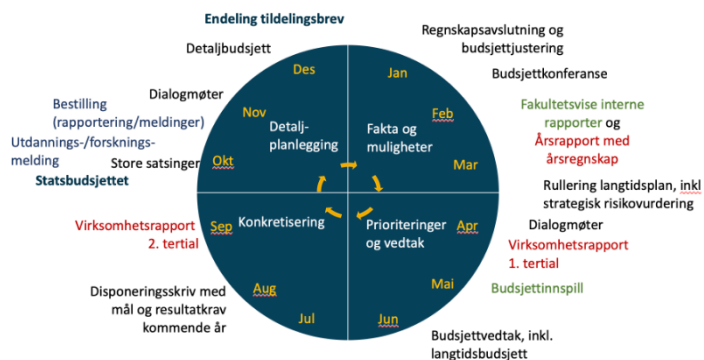 Endeling tildelingsbrev
Detaljbudsjett
Regnskapsavslutning og
budsjettjustering
Des
Jan
Budsjettkonferanse
Dialogmøter
Bestilling
(rapportering/meldinger)
Utdannings-/forsknings-
melding
Store satsinger
Statsbudsjettet
Nov
Okt
Detalj-
planlegging
Fakta og
muligheter
Feb
Mar
Fakultetsvise interne
rapporter og
Årsrapport med
årsregnskap
Rullering langtidsplan, inkl
strategisk risikovurdering
Virksomhetsrapport
2. tertial
Sep
Konkretisering
Prioriteringer
og vedtak
Apr
Dialogmøter
Virksomhetsrapport
1. tertial
Budsjettinnspill
Mai
Aug
Disponeringsskriv med
mål og resultatkrav
kommende år
Jul
Jun
Budsjettvedtak, inkl.
langtidsbudsjett